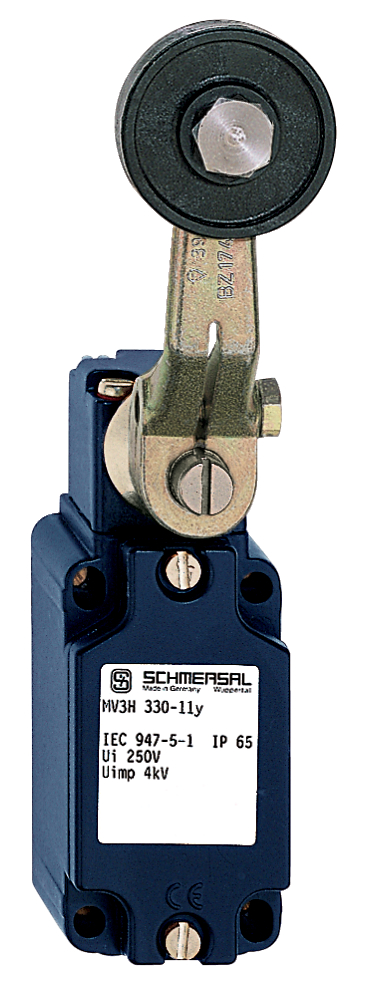 BZ174
SCHMERSAL
Made in Germany Wuppertal
MV3H 330-11y
IEC 947-5-1 IP 65
Ui 250V
Uimp 4kV
CE